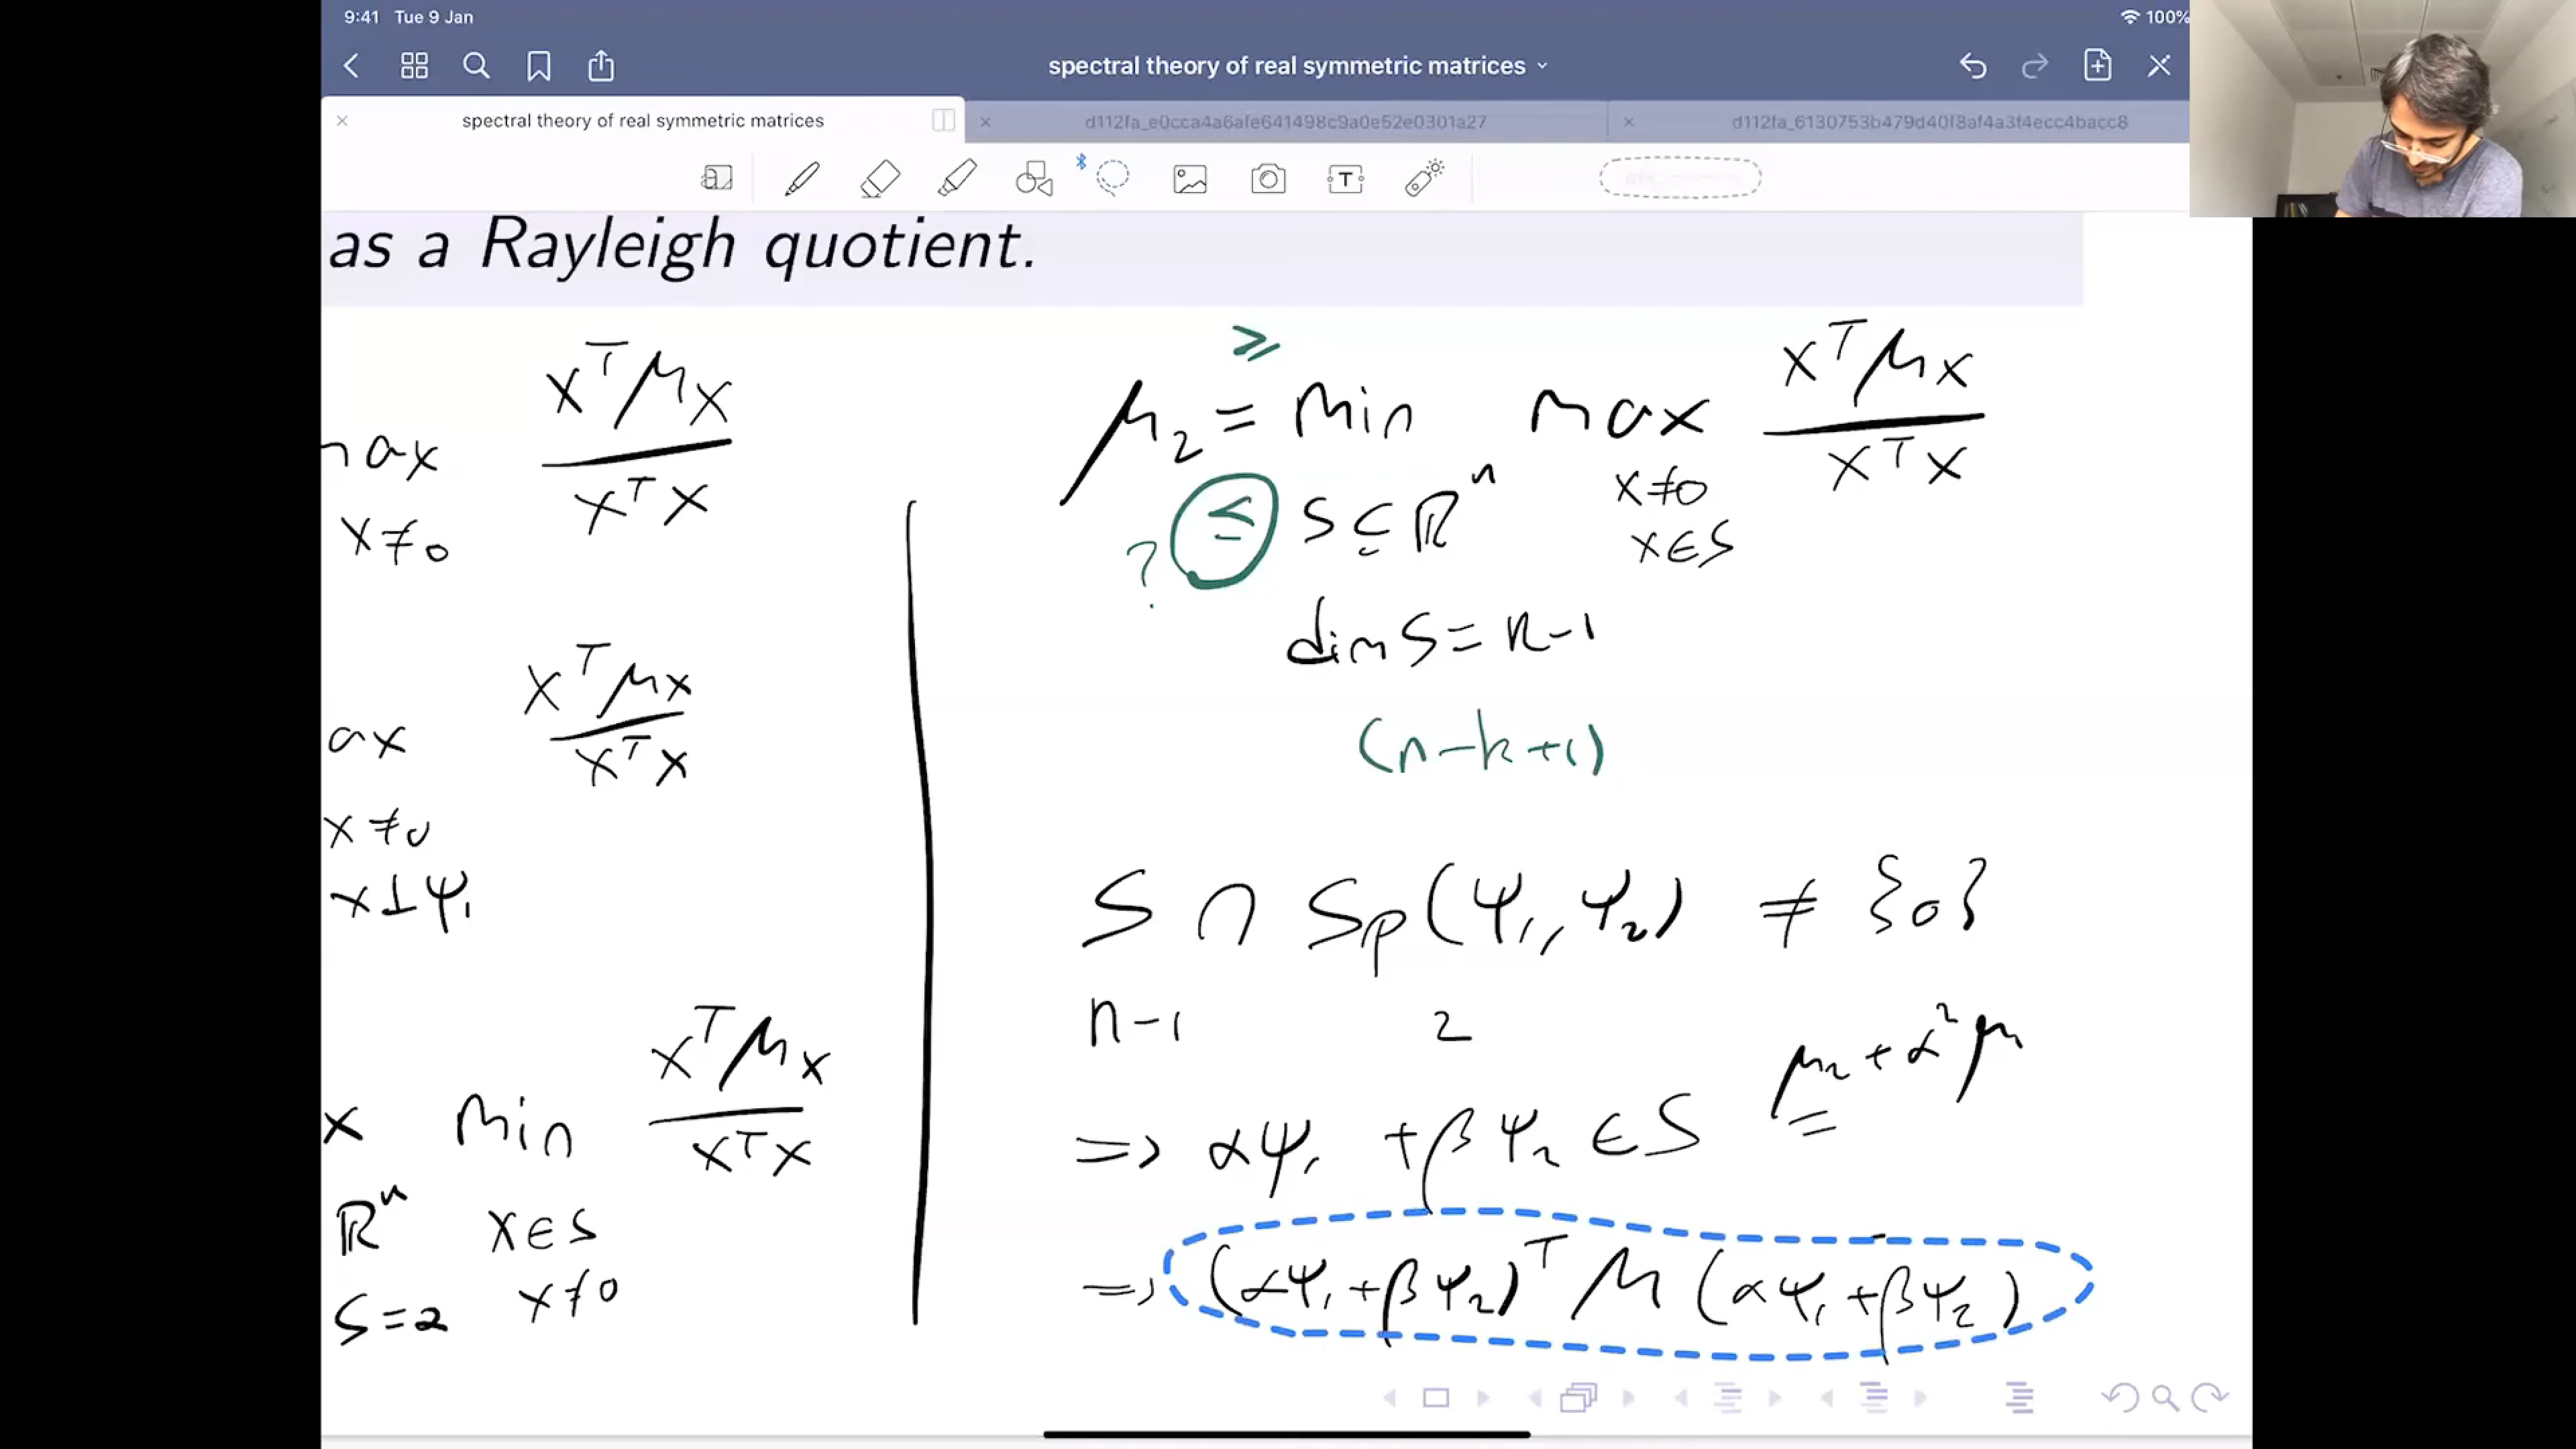 9:41 Tue 9 Jan
100%
spectral theory of real symmetric matrices
spectral theory of real symmetric matrices
d112fa_e0cca4a6afe641498c9a0e52e0301a27
d112fa_6130753b479d40f8af4a3f4ecc4bacc8
as a Rayleigh quotient.
max xᵀMx / xᵀx
x≠0
ax xᵀMx / xᵀx
x≠0
x⊥ψ₁
x min xᵀMx / xᵀx
ℝⁿ x∈S
S=2 x≠0
≥
μ₂ = min max xᵀMx / xᵀx
≤ S⊆ℝⁿ x≠0
? x∈S
dim S = n-1
(n-k+1)
S ∩ Sp(ψ₁, ψ₂) ≠ {0}
n-1 2
μ₂ + α²μ
=> αψ₁ + βψ₂ ∈ S
=> (αψ₁+βψ₂)ᵀ M (αψ₁+βψ₂)